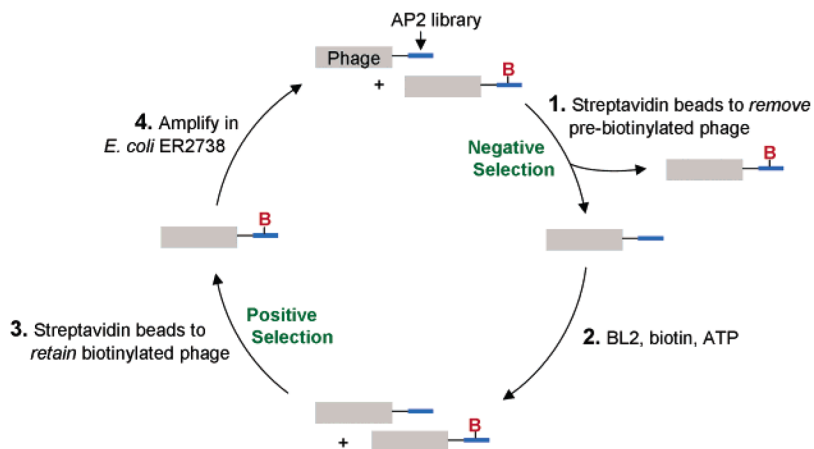 AP2 library
Phage
B
+
1. Streptavidin beads to remove
pre-biotinylated phage
B
Negative
Selection
2. BL2, biotin, ATP
B
+
Positive
Selection
3. Streptavidin beads to
retain biotinylated phage
B
4. Amplify in
E. coli ER2738